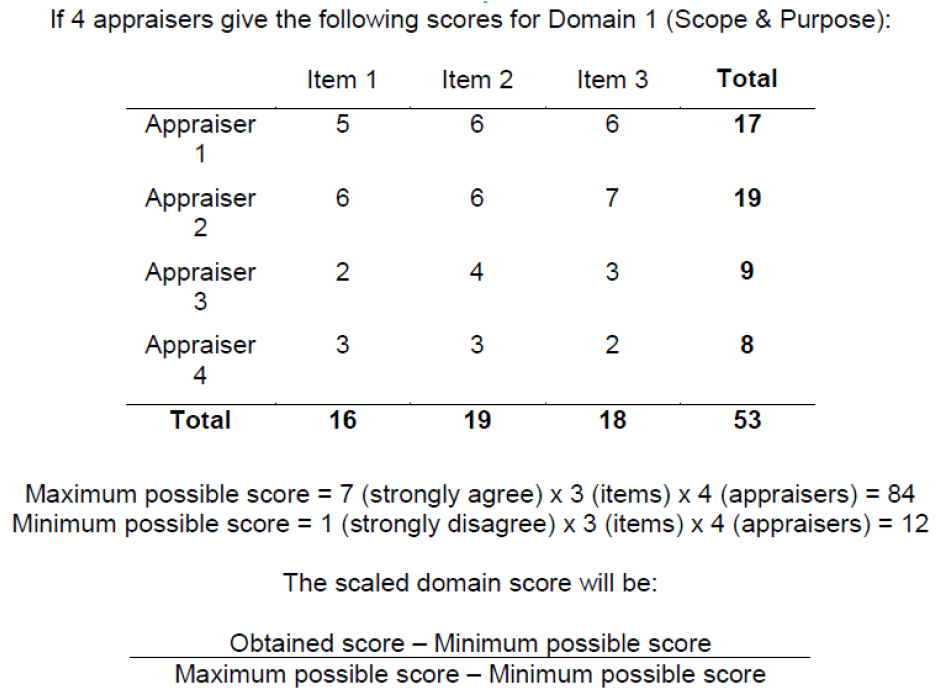 If 4 appraisers give the following scores for Domain 1 (Scope & Purpose):
Item 1 Item 2 Item 3 Total
Appraiser 1 5 6 6 17
Appraiser 2 6 6 7 19
Appraiser 3 2 4 3 9
Appraiser 4 3 3 2 8
Total 16 19 18 53
Maximum possible score = 7 (strongly agree) x 3 (items) x 4 (appraisers) = 84
Minimum possible score = 1 (strongly disagree) x 3 (items) x 4 (appraisers) = 12
The scaled domain score will be:
Obtained score – Minimum possible score
Maximum possible score – Minimum possible score